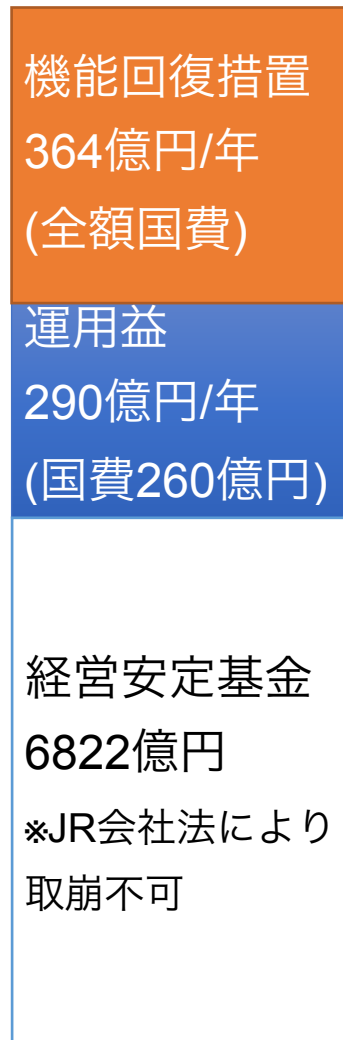 機能回復措置
364億円/年
(全額国費)
運用益
290億円/年
(国費260億円)
経営安定基金
6822億円
※JR会社法により
取崩不可